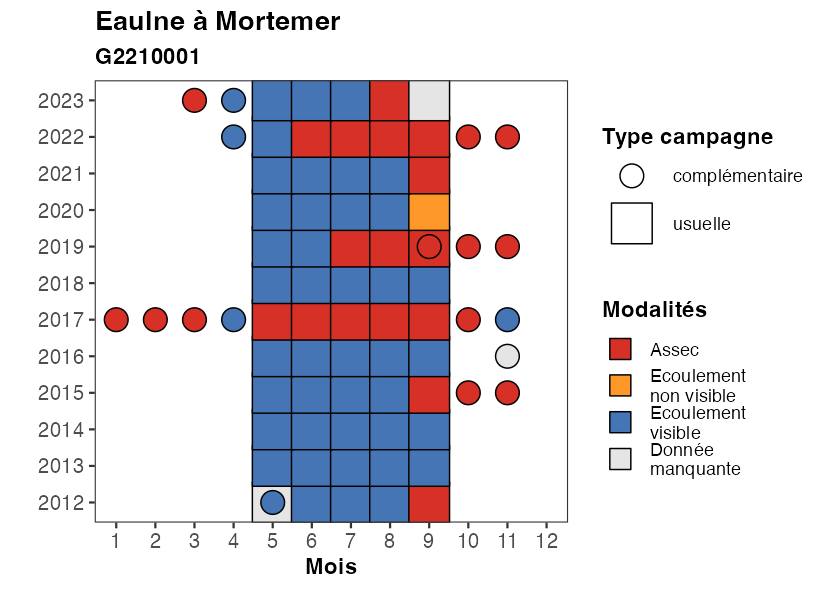 Eaulne à Mortemer
G2210001
2023
2022
2021
2020
2019
2018
2017
2016
2015
2014
2013
2012
1 2 3 4 5 6 7 8 9 10 11 12
Mois
Type campagne
complémentaire
usuelle
Modalités
Assec
Ecoulement
non visible
Ecoulement
visible
Donnée
manquante